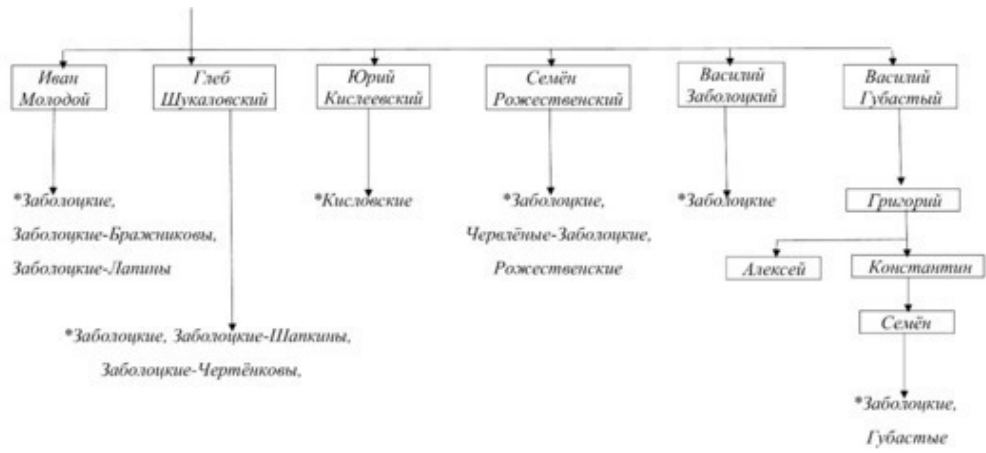 Иван
Молодой
Глеб
Шукаловский
Юрий
Кислеевский
Семён
Рожественский
Василий
Заболоцкий
Василий
Губастый
*Заболоцкие,
Заболоцкие-Бражниковы,
Заболоцкие-Лапины
*Кисловские
*Заболоцкие,
Червлёные-Заболоцкие,
Рожественские
*Заболоцкие
Григорий
Алексей
Константин
Семён
*Заболоцкие, Заболоцкие-Шапкины,
Заболоцкие-Чертёнковы,
*Заболоцкие,
Губастые